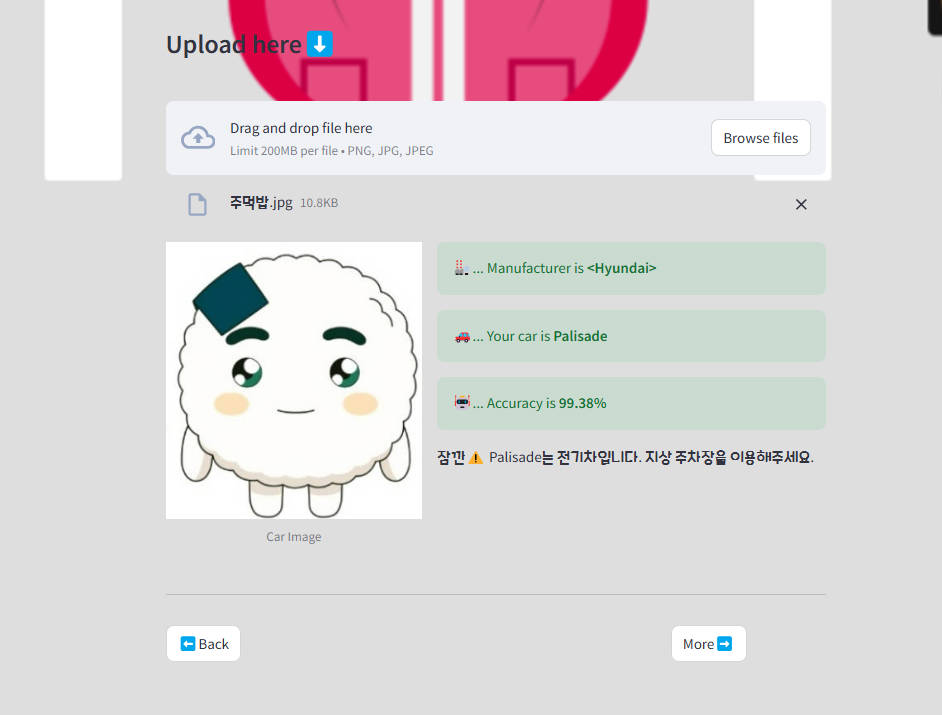 Upload here ⬇️
Drag and drop file here
Limit 200MB per file • PNG, JPG, JPEG
Browse files
주먹밥.jpg 10.8KB
🏭 ... Manufacturer is <Hyundai>
🚗 ... Your car is Palisade
🤖 ... Accuracy is 99.38%
잠깐⚠️ Palisade는 전기차입니다. 지상 주차장을 이용해주세요.
Car Image
⬅️ Back
More ➡️